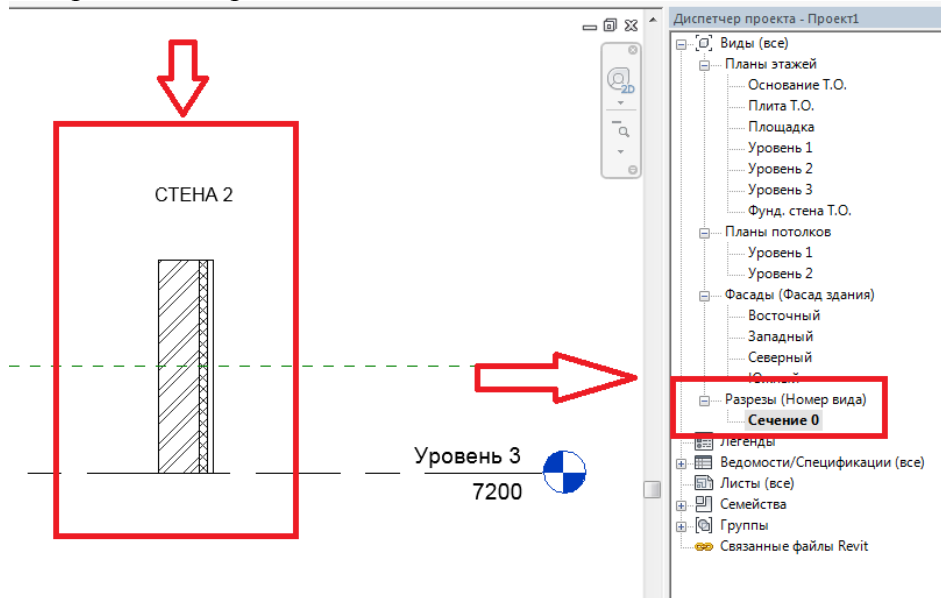 Диспетчер проекта - Проект1
Виды (все)
Планы этажей
Основание Т.О.
Плита Т.О.
Площадка
Уровень 1
Уровень 2
Уровень 3
Фунд. стена Т.О.
Планы потолков
Уровень 1
Уровень 2
Фасады (Фасад здания)
Восточный
Западный
Северный
Южный
Разрезы (Номер вида)
Сечение 0
Легенды
Ведомости/Спецификации (все)
Листы (все)
Семейства
Группы
Связанные файлы Revit
2D
СТЕНА 2
Уровень 3
7200